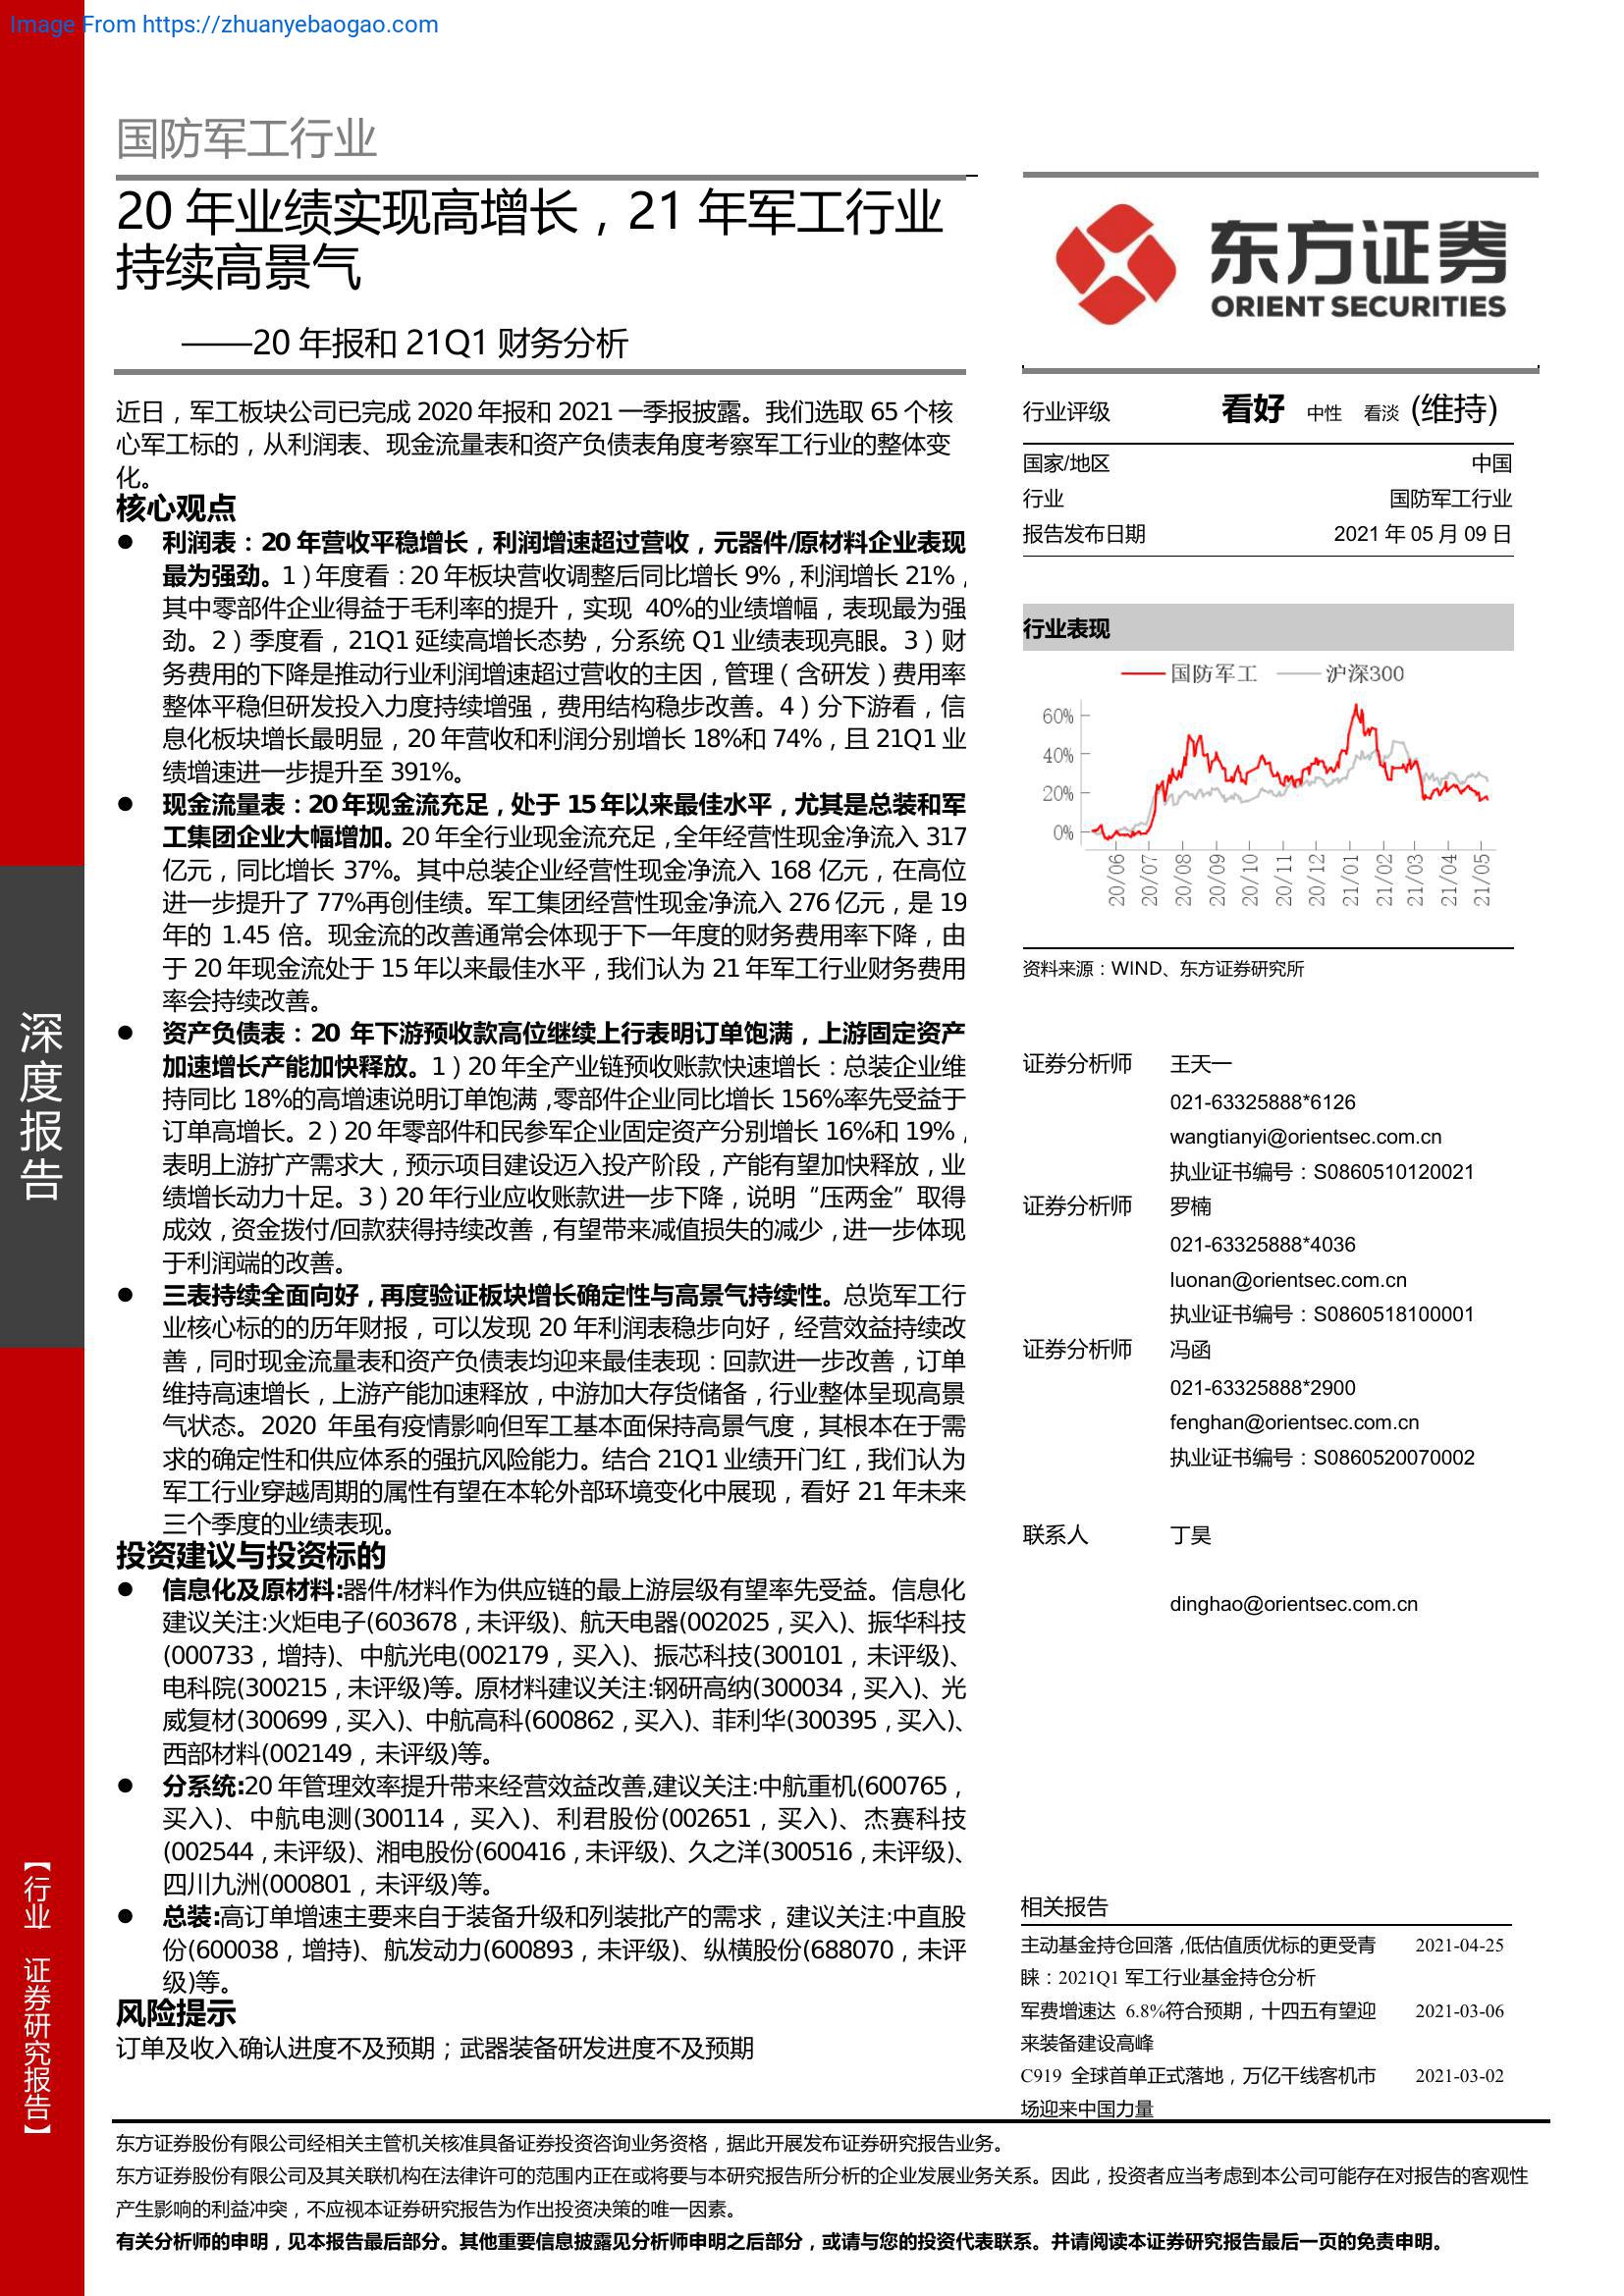 Image From https://zhuanyebaogao.com
国防军工行业
20 年业绩实现高增长，21 年军工行业
持续高景气
——20 年报和 21Q1 财务分析
近日，军工板块公司已完成 2020 年报和 2021 一季报披露。我们选取 65 个核
心军工标的，从利润表、现金流量表和资产负债表角度考察军工行业的整体变
化。
核心观点
● 利润表：20 年营收平稳增长，利润增速超过营收，元器件/原材料企业表现
最为强劲。1）年度看：20 年板块营收调整后同比增长 9%，利润增长 21%，
其中零部件企业得益于毛利率的提升，实现 40%的业绩增幅，表现最为强
劲。2）季度看，21Q1 延续高增长态势，分系统 Q1 业绩表现亮眼。3）财
务费用的下降是推动行业利润增速超过营收的主因，管理（含研发）费用率
整体平稳但研发投入力度持续增强，费用结构稳步改善。4）分下游看，信
息化板块增长最明显，20 年营收和利润分别增长 18%和 74%，且 21Q1 业
绩增速进一步提升至 391%。
● 现金流量表：20 年现金流充足，处于 15 年以来最佳水平，尤其是总装和军
工集团企业大幅增加。20 年全行业现金流充足，全年经营性现金净流入 317
亿元，同比增长 37%。其中总装企业经营性现金净流入 168 亿元，在高位
进一步提升了 77%再创佳绩。军工集团经营性现金净流入 276 亿元，是 19
年的 1.45 倍。现金流的改善通常会体现于下一年度的财务费用率下降，由
于 20 年现金流处于 15 年以来最佳水平，我们认为 21 年军工行业财务费用
率会持续改善。
● 资产负债表：20 年下游预收款高位继续上行表明订单饱满，上游固定资产
加速增长产能加快释放。1）20 年全产业链预收账款快速增长：总装企业维
持同比 18%的高增速说明订单饱满，零部件企业同比增长 156%率先受益于
订单高增长。2）20 年零部件和民参军企业固定资产分别增长 16%和 19%，
表明上游扩产需求大，预示项目建设迈入投产阶段，产能有望加快释放，业
绩增长动力十足。3）20 年行业应收账款进一步下降，说明“压两金”取得
成效，资金拨付/回款获得持续改善，有望带来减值损失的减少，进一步体现
于利润端的改善。
● 三表持续全面向好，再度验证板块增长确定性与高景气持续性。总览军工行
业核心标的的历年财报，可以发现 20 年利润表稳步向好，经营效益持续改
善，同时现金流量表和资产负债表均迎来最佳表现：回款进一步改善，订单
维持高速增长，上游产能加速释放，中游加大存货储备，行业整体呈现高景
气状态。2020 年虽有疫情影响但军工基本面保持高景气度，其根本在于需
求的确定性和供应体系的强抗风险能力。结合 21Q1 业绩开门红，我们认为
军工行业穿越周期的属性有望在本轮外部环境变化中展现，看好 21 年未来
三个季度的业绩表现。
投资建议与投资标的
● 信息化及原材料:器件/材料作为供应链的最上游层级有望率先受益。信息化
建议关注:火炬电子(603678，未评级)、航天电器(002025，买入)、振华科技
(000733，增持)、中航光电(002179，买入)、振芯科技(300101，未评级)、
电科院(300215，未评级)等。原材料建议关注:钢研高纳(300034，买入)、光
威复材(300699，买入)、中航高科(600862，买入)、菲利华(300395，买入)、
西部材料(002149，未评级)等。
● 分系统:20 年管理效率提升带来经营效益改善,建议关注:中航重机(600765，
买入)、中航电测(300114，买入)、利君股份(002651，买入)、杰赛科技
(002544，未评级)、湘电股份(600416，未评级)、久之洋(300516，未评级)、
四川九洲(000801，未评级)等。
● 总装:高订单增速主要来自于装备升级和列装批产的需求，建议关注:中直股
份(600038，增持)、航发动力(600893，未评级)、纵横股份(688070，未评
级)等。
风险提示
订单及收入确认进度不及预期；武器装备研发进度不及预期
东方证券
ORIENT SECURITIES
行业评级 看好 中性 看淡 (维持)
国家/地区 中国
行业 国防军工行业
报告发布日期 2021 年 05 月 09 日
行业表现
国防军工 沪深300
60%
40%
20%
0%
20/06 20/07 20/08 20/09 20/10 20/11 20/12 21/01 21/02 21/03 21/04 21/05
资料来源：WIND、东方证券研究所
证券分析师 王天一
021-63325888*6126
wangtianyi@orientsec.com.cn
执业证书编号：S0860510120021
证券分析师 罗楠
021-63325888*4036
luonan@orientsec.com.cn
执业证书编号：S0860518100001
证券分析师 冯函
021-63325888*2900
fenghan@orientsec.com.cn
执业证书编号：S0860520070002
联系人 丁昊
dinghao@orientsec.com.cn
相关报告
主动基金持仓回落，低估值质优标的更受青 2021-04-25
睐：2021Q1 军工行业基金持仓分析
军费增速达 6.8%符合预期，十四五有望迎 2021-03-06
来装备建设高峰
C919 全球首单正式落地，万亿干线客机市 2021-03-02
场迎来中国力量
深度报告
【行业 证券研究报告】
东方证券股份有限公司经相关主管机关核准具备证券投资咨询业务资格，据此开展发布证券研究报告业务。
东方证券股份有限公司及其关联机构在法律许可的范围内正在或将要与本研究报告所分析的企业发展业务关系。因此，投资者应当考虑到本公司可能存在对报告的客观性
产生影响的利益冲突，不应视本证券研究报告为作出投资决策的唯一因素。
有关分析师的申明，见本报告最后部分。其他重要信息披露见分析师申明之后部分，或请与您的投资代表联系。并请阅读本证券研究报告最后一页的免责申明。